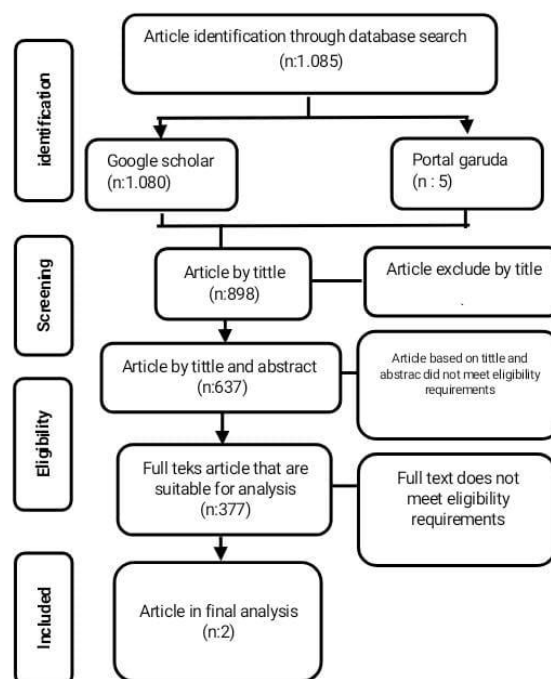 Article identification through database search
(n:1.085)
identification
Google scholar
(n:1.080)
Portal garuda
(n : 5)
Screening
Article by tittle
(n:898)
Article exclude by title
.
Article by tittle and abstract
(n:637)
Article based on tittle and
abstrac did not meet eligibility
requirements
Eligibility
Full teks article that are
suitable for analysis
(n:377)
Full text does not
meet eligibility
requirements
Included
Article in final analysis
(n:2)